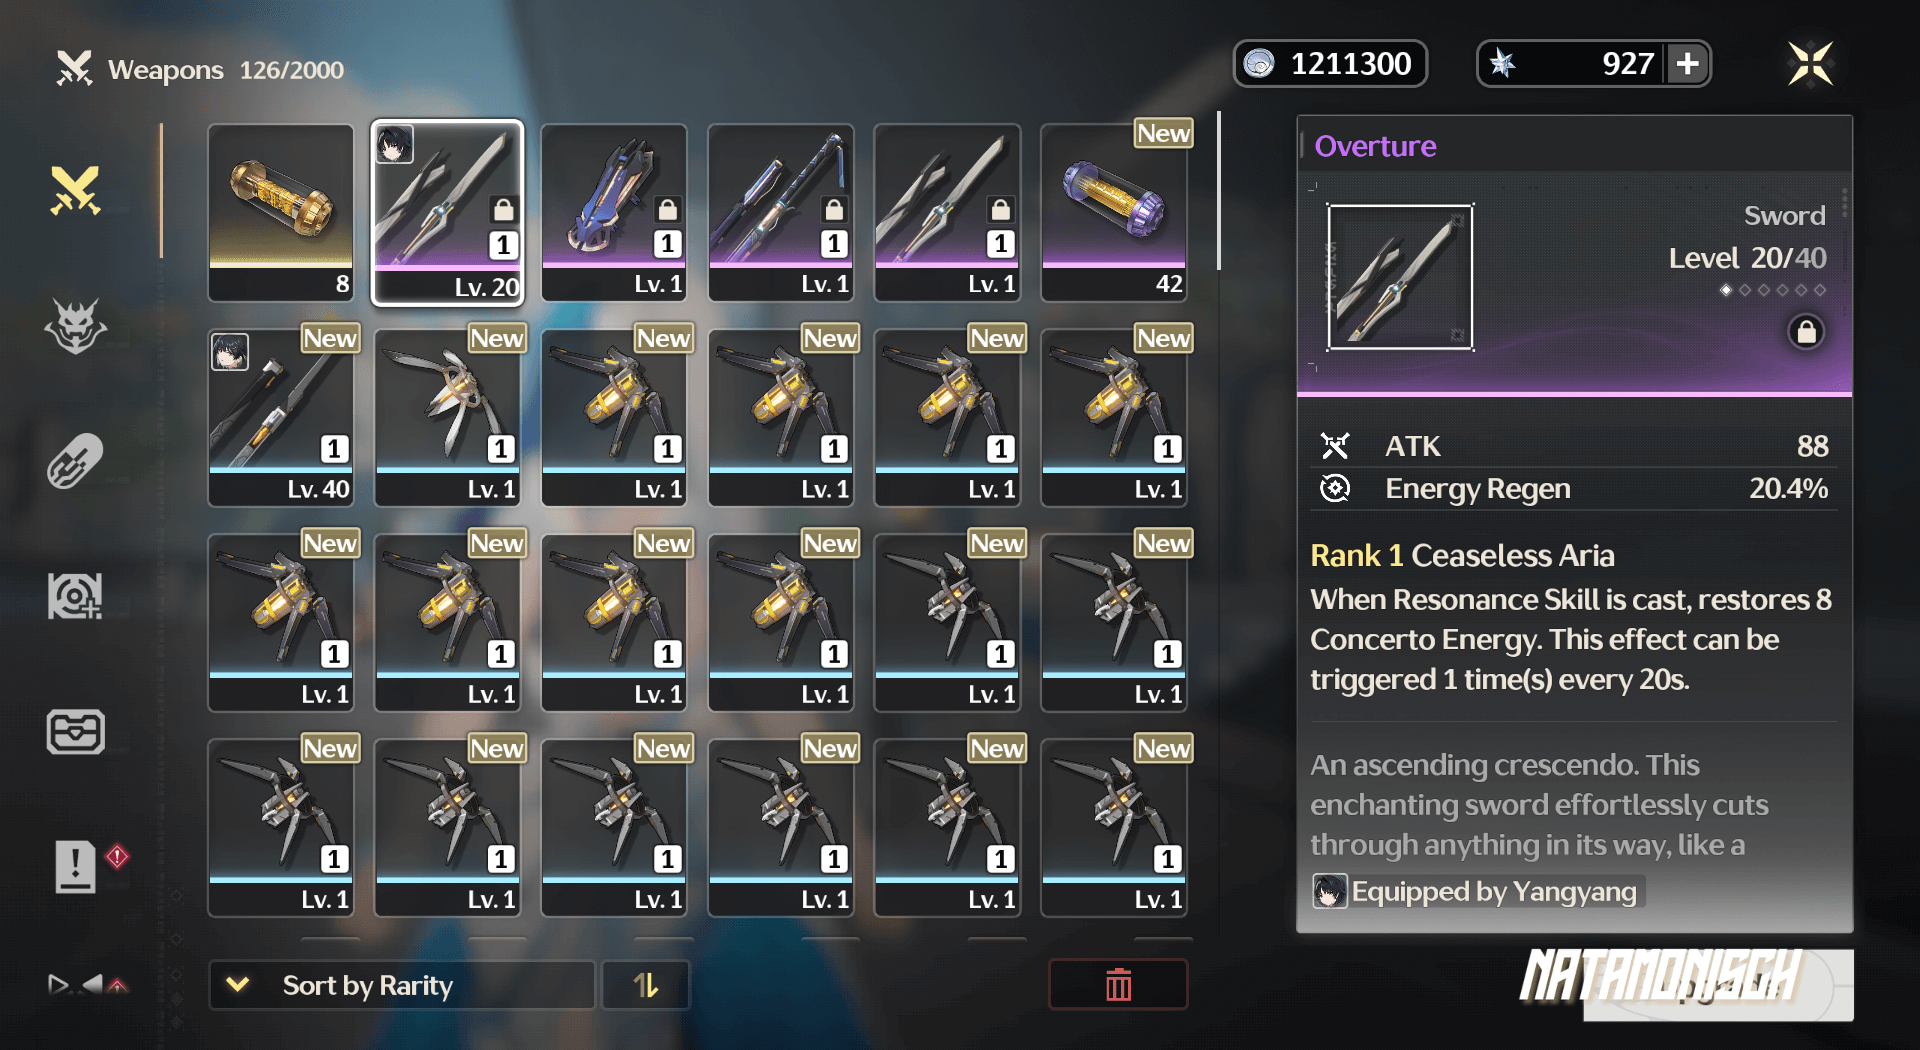 Weapons 126/2000
1211300
927
8
1
Lv. 20
1
Lv. 1
1
Lv. 1
1
Lv. 1
New
42
New
1
Lv. 40
New
1
Lv. 1
New
1
Lv. 1
New
1
Lv. 1
New
1
Lv. 1
New
1
Lv. 1
New
1
Lv. 1
New
1
Lv. 1
New
1
Lv. 1
New
1
Lv. 1
New
1
Lv. 1
New
1
Lv. 1
New
1
Lv. 1
New
1
Lv. 1
New
1
Lv. 1
New
1
Lv. 1
New
1
Lv. 1
New
1
Lv. 1
Sort by Rarity
Overture
Sword
Level 20/40
ATK 88
Energy Regen 20.4%
Rank 1 Ceaseless Aria
When Resonance Skill is cast, restores 8
Concerto Energy. This effect can be
triggered 1 time(s) every 20s.
An ascending crescendo. This
enchanting sword effortlessly cuts
through anything in its way, like a
Equipped by Yangyang
NATAMONISCH